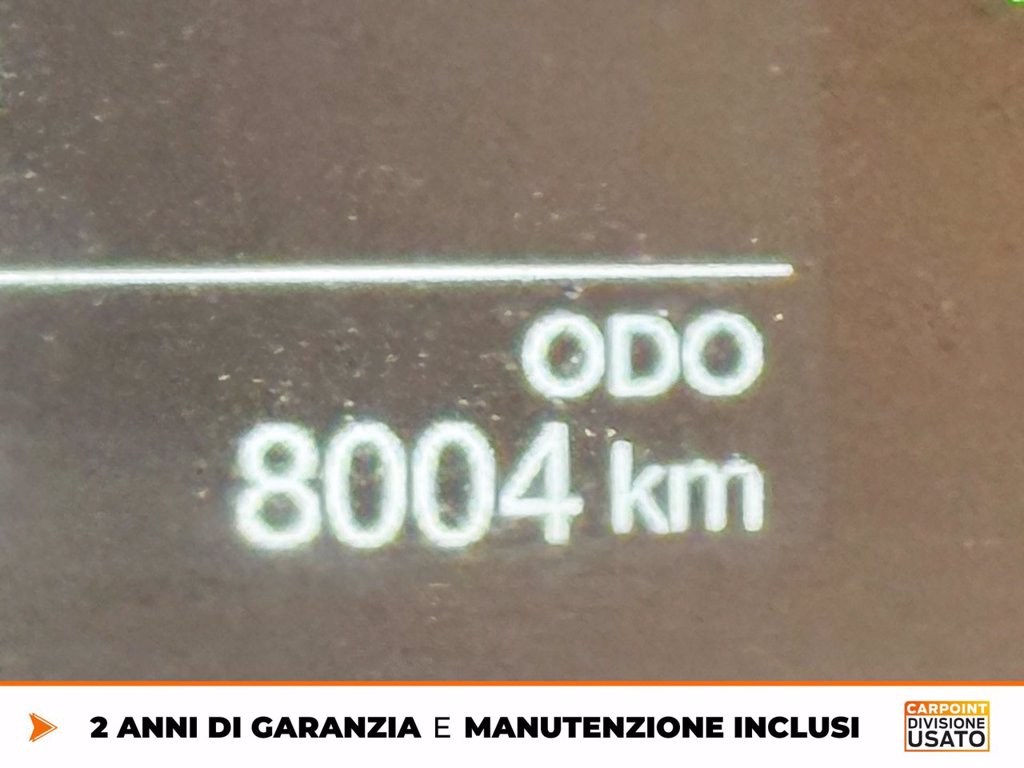 ODO
8004 km
2 ANNI DI GARANZIA E MANUTENZIONE INCLUSI
CARPOINT
DIVISIONE
USATO